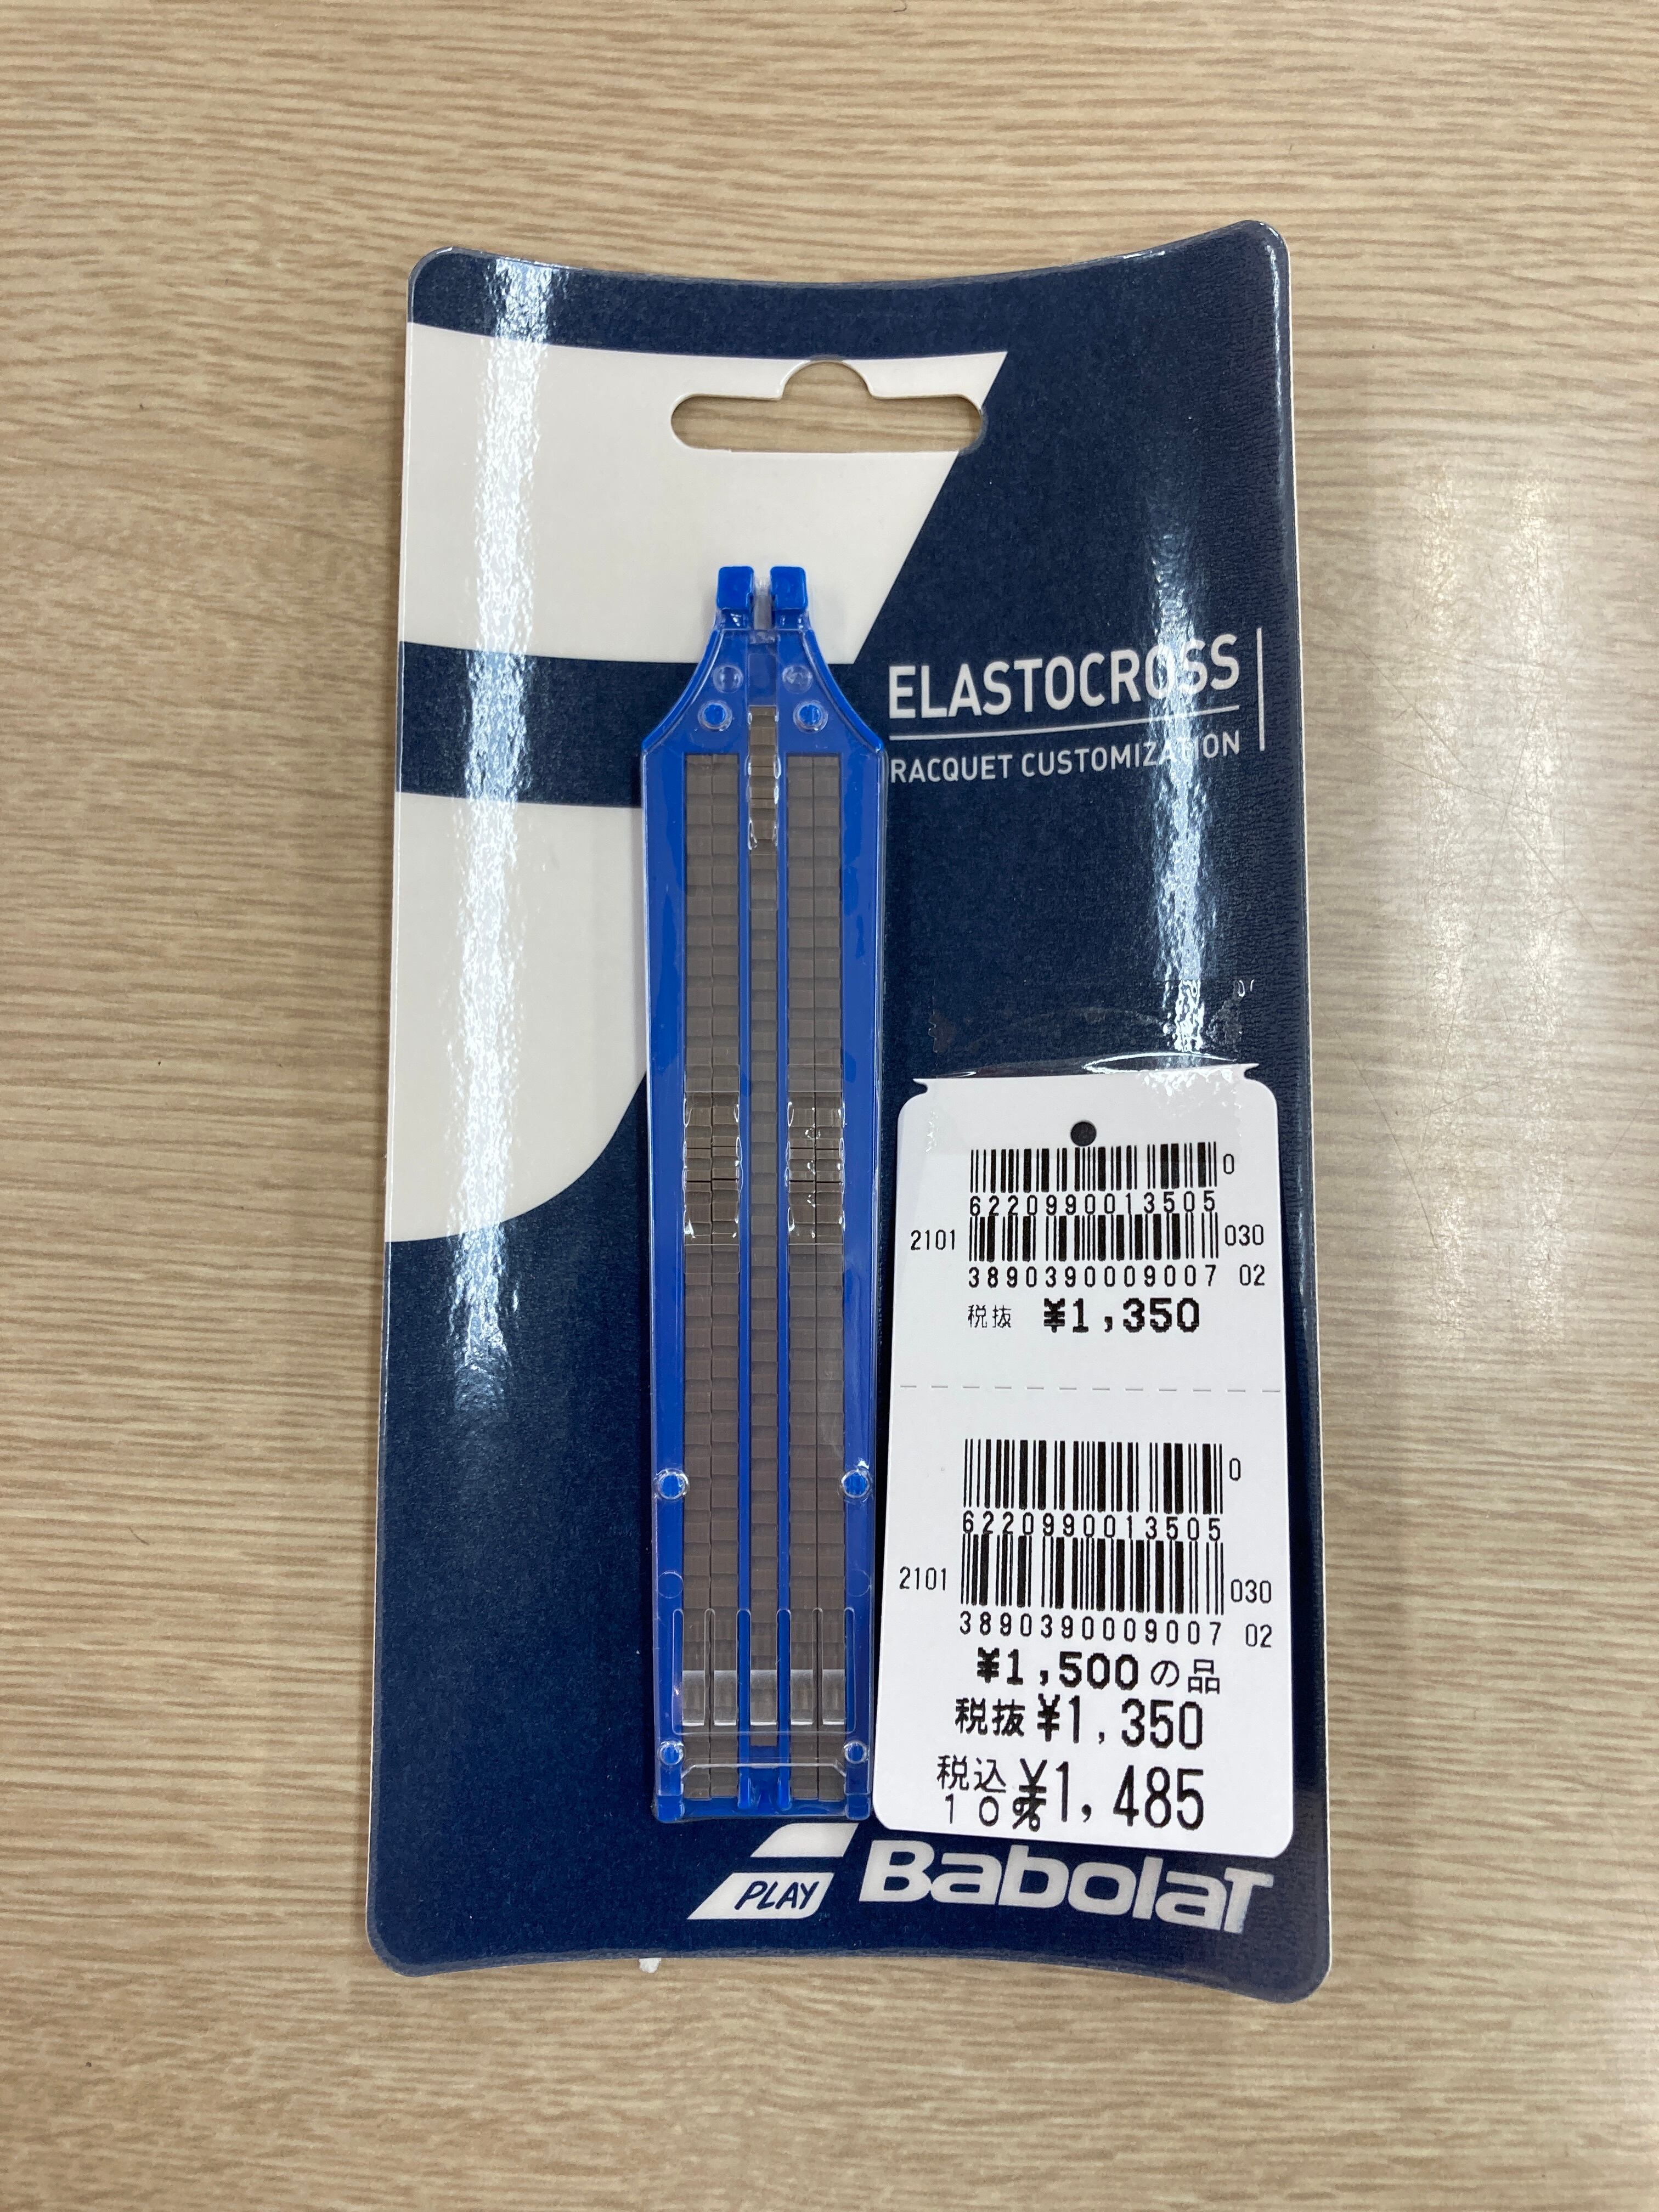 ELASTOCROSS
RACQUET CUSTOMIZATION
0
6220990013505
2101 030
3890390009007 02
税抜 ¥1,350
0
6220990013505
2101 030
3890390009007 02
¥1,500の品
税抜¥1,350
税込 ¥1,485
10%
PLAY BabolaT